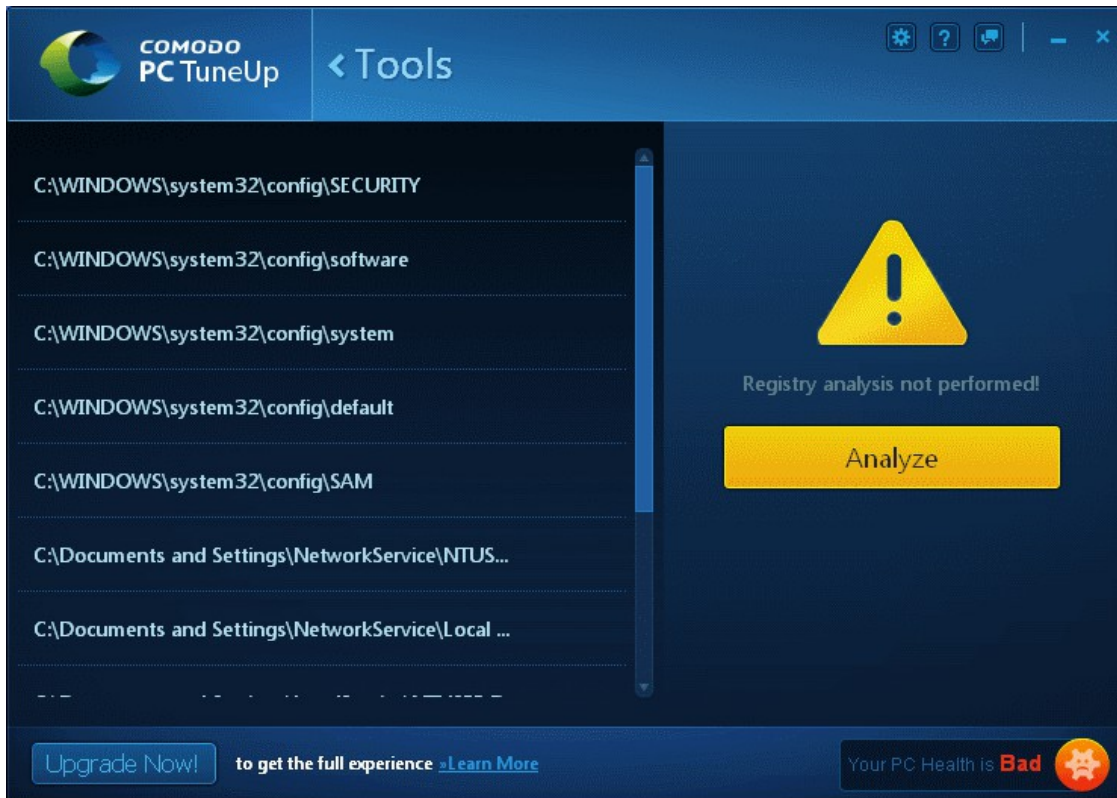 COMODO
PC TuneUp
< Tools
?
C:\WINDOWS\system32\config\SECURITY
C:\WINDOWS\system32\config\software
C:\WINDOWS\system32\config\system
C:\WINDOWS\system32\config\default
C:\WINDOWS\system32\config\SAM
C:\Documents and Settings\NetworkService\NTUS...
C:\Documents and Settings\NetworkService\Local ...
Registry analysis not performed!
Analyze
Upgrade Now! to get the full experience »Learn More
Your PC Health is Bad